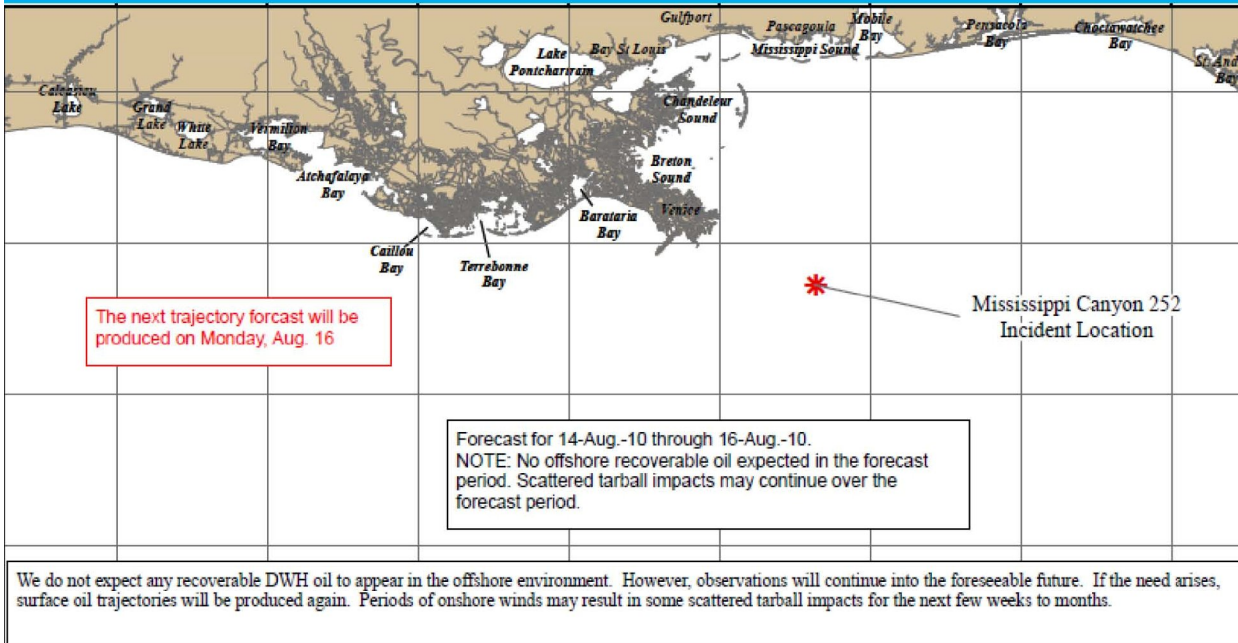 Gulfport
Pascagoula
Mobile
Bay
Pensacola
Bay
Choctawatchee
Bay
St. And
Bay
Lake
Pontchartrain
Bay St Louis
Mississippi Sound
Calcasieu
Lake
Grand
Lake
White
Lake
Vermilion
Bay
Chandeleur
Sound
Breton
Sound
Atchafalaya
Bay
Venice
Barataria
Bay
Caillou
Bay
Terrebonne
Bay
Mississippi Canyon 252
Incident Location
The next trajectory forcast will be
produced on Monday, Aug. 16
Forecast for 14-Aug.-10 through 16-Aug.-10.
NOTE: No offshore recoverable oil expected in the forecast
period. Scattered tarball impacts may continue over the
forecast period.
We do not expect any recoverable DWH oil to appear in the offshore environment.  However, observations will continue into the foreseeable future.  If the need arises,
surface oil trajectories will be produced again.  Periods of onshore winds may result in some scattered tarball impacts for the next few weeks to months.